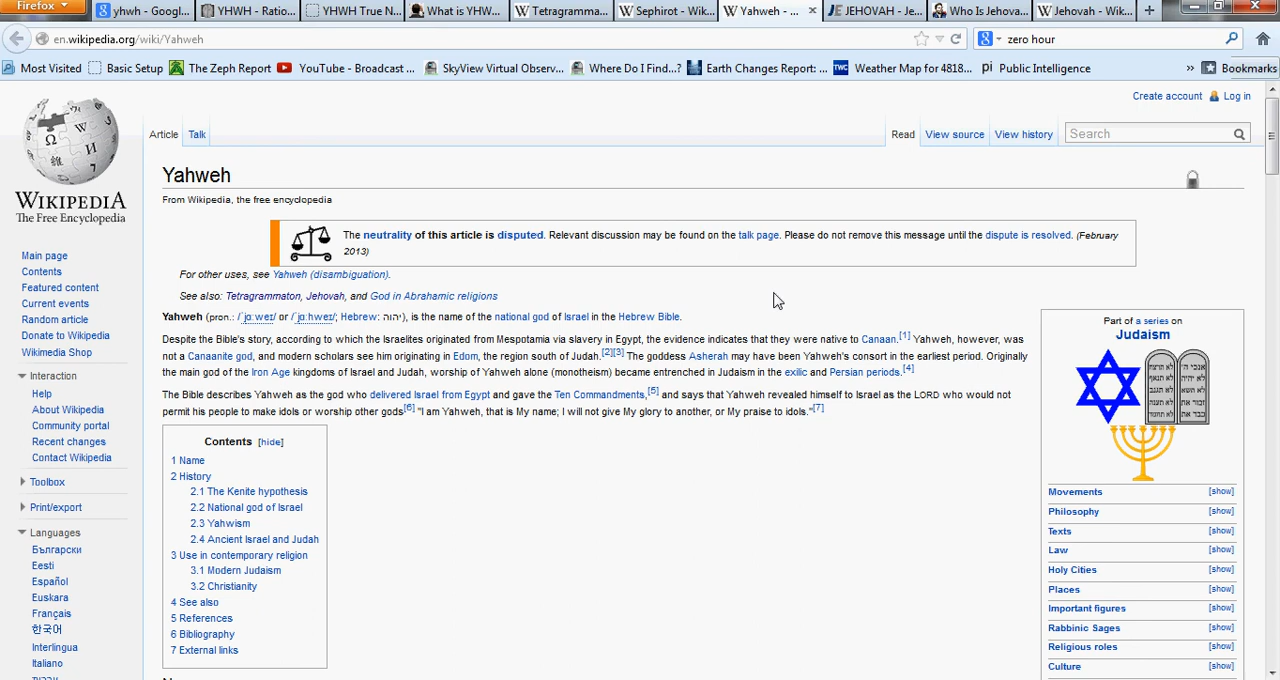 Firefox
yhwh - Googl...
YHWH - Ratio...
YHWH True N...
What is YHW...
Tetragramma...
Sephirot - Wik...
Yahweh - ...
JEHOVAH - Je...
Who Is Jehova...
Jehovah - Wik...
en.wikipedia.org/wiki/Yahweh
zero hour
Most Visited
Basic Setup
The Zeph Report
YouTube - Broadcast ...
SkyView Virtual Observ...
Where Do I Find...?
Earth Changes Report: ...
Weather Map for 4818...
Public Intelligence
Bookmarks
Create account
Log in
Article
Talk
Read
View source
View history
Search
WIKIPEDIA
The Free Encyclopedia
Main page
Contents
Featured content
Current events
Random article
Donate to Wikipedia
Wikimedia Shop
Interaction
Help
About Wikipedia
Community portal
Recent changes
Contact Wikipedia
Toolbox
Print/export
Languages
Български
Eesti
Español
Euskara
Français
한국어
Interlingua
Italiano
Yahweh
From Wikipedia, the free encyclopedia
The neutrality of this article is disputed. Relevant discussion may be found on the talk page. Please do not remove this message until the dispute is resolved. (February
2013)
For other uses, see Yahweh (disambiguation).
See also: Tetragrammaton, Jehovah, and God in Abrahamic religions
Yahweh (pron.: /ˈjɑːweɪ/ or /ˈjɑːhweɪ/; Hebrew: יהוה), is the name of the national god of Israel in the Hebrew Bible.
Despite the Bible's story, according to which the Israelites originated from Mespotamia via slavery in Egypt, the evidence indicates that they were native to Canaan.[1] Yahweh, however, was
not a Canaanite god, and modern scholars see him originating in Edom, the region south of Judah.[2][3] The goddess Asherah may have been Yahweh's consort in the earliest period. Originally
the main god of the Iron Age kingdoms of Israel and Judah, worship of Yahweh alone (monotheism) became entrenched in Judaism in the exilic and Persian periods.[4]
The Bible describes Yahweh as the god who delivered Israel from Egypt and gave the Ten Commandments,[5] and says that Yahweh revealed himself to Israel as the LORD who would not
permit his people to make idols or worship other gods[6] "I am Yahweh, that is My name; I will not give My glory to another, or My praise to idols."[7]
Contents [hide]
1 Name
2 History
2.1 The Kenite hypothesis
2.2 National god of Israel
2.3 Yahwism
2.4 Ancient Israel and Judah
3 Use in contemporary religion
3.1 Modern Judaism
3.2 Christianity
4 See also
5 References
6 Bibliography
7 External links
Part of a series on
Judaism
Movements [show]
Philosophy [show]
Texts [show]
Law [show]
Holy Cities [show]
Places [show]
Important figures [show]
Rabbinic Sages [show]
Religious roles [show]
Culture [show]